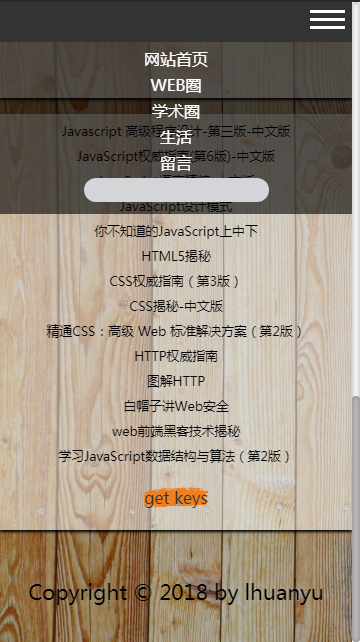 网站首页
WEB圈
学术圈
Javascript 高级程序设计-第三版-中文版
生活
JavaScript权威指南(第6版)-中文版
留言
JavaScript设计模式
你不知道的JavaScript上中下
HTML5揭秘
CSS权威指南（第3版）
CSS揭秘-中文版
精通CSS：高级 Web 标准解决方案（第2版）
HTTP权威指南
图解HTTP
白帽子讲Web安全
web前端黑客技术揭秘
学习JavaScript数据结构与算法（第2版）
get keys
Copyright © 2018 by lhuanyu